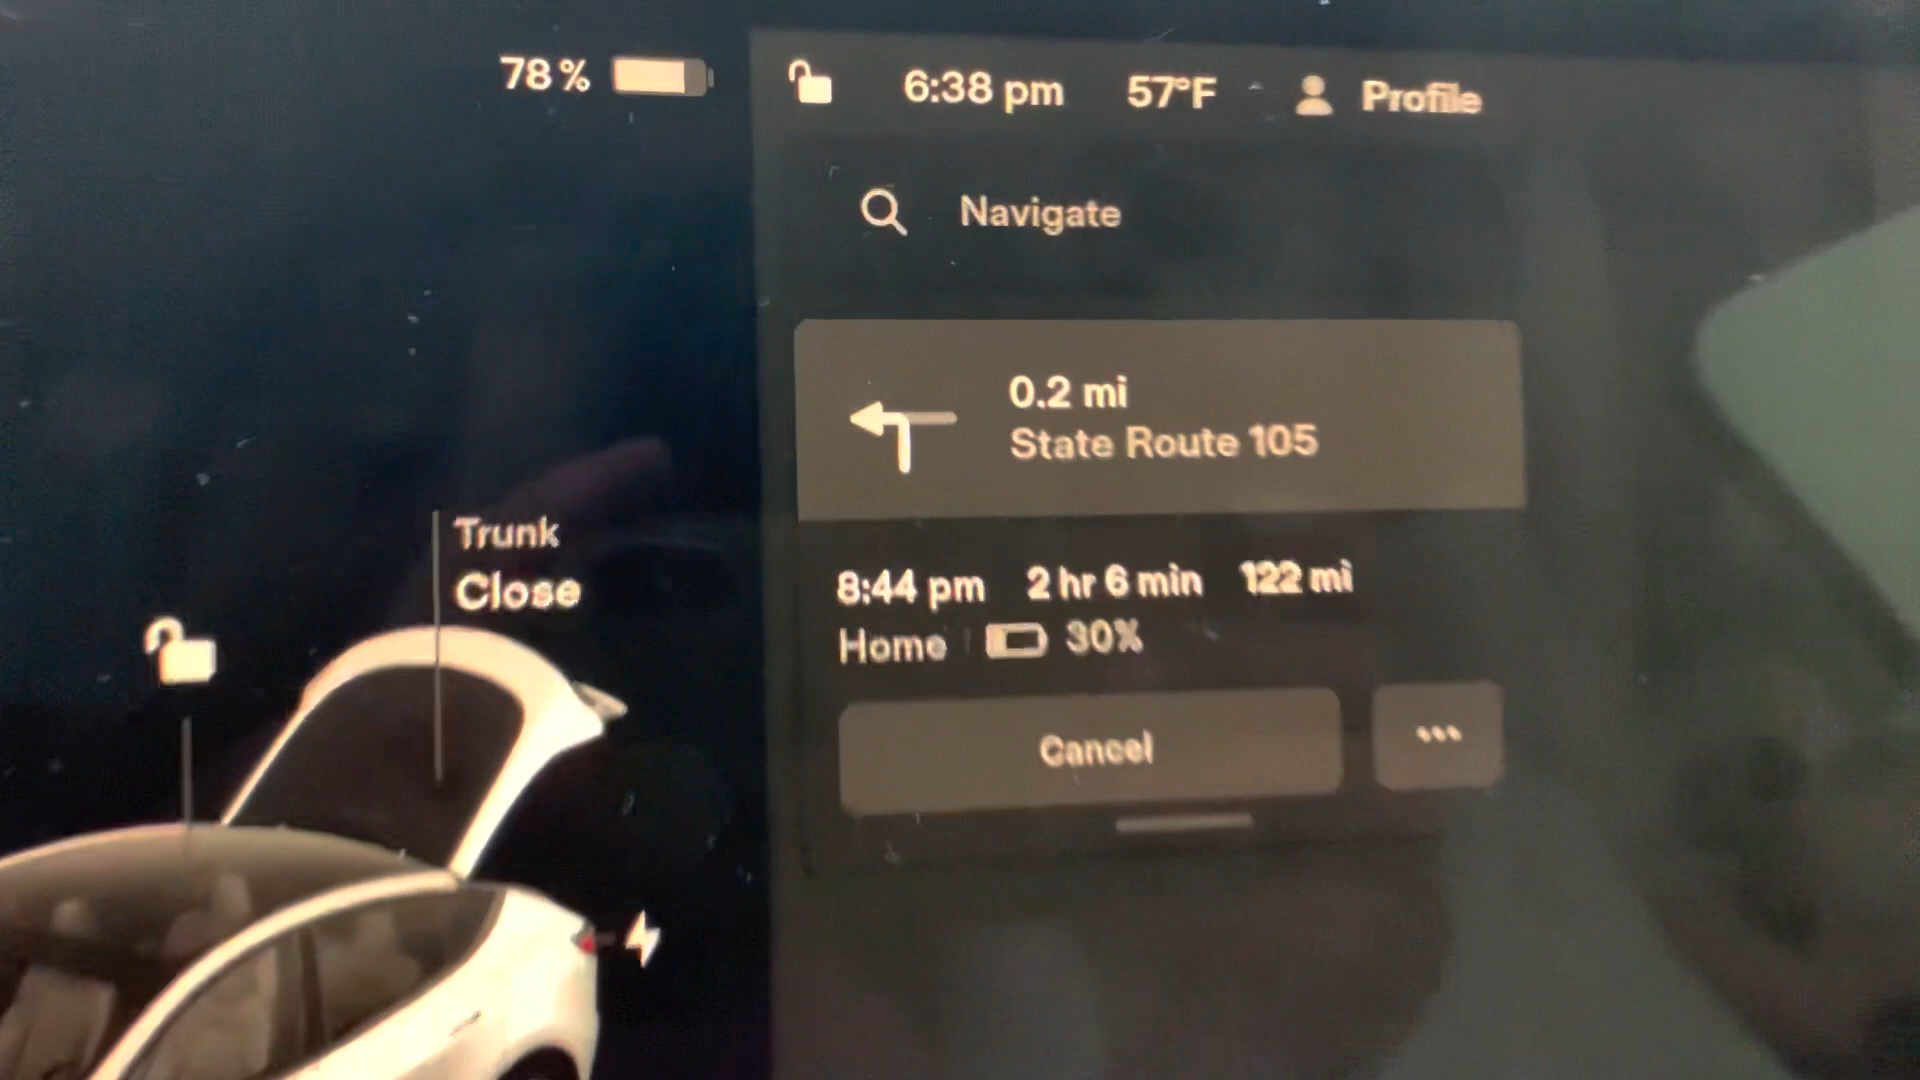 78%
6:38 pm 57°F Profile
Navigate
0.2 mi
State Route 105
Trunk
Close
8:44 pm 2 hr 6 min 122 mi
Home 30%
Cancel